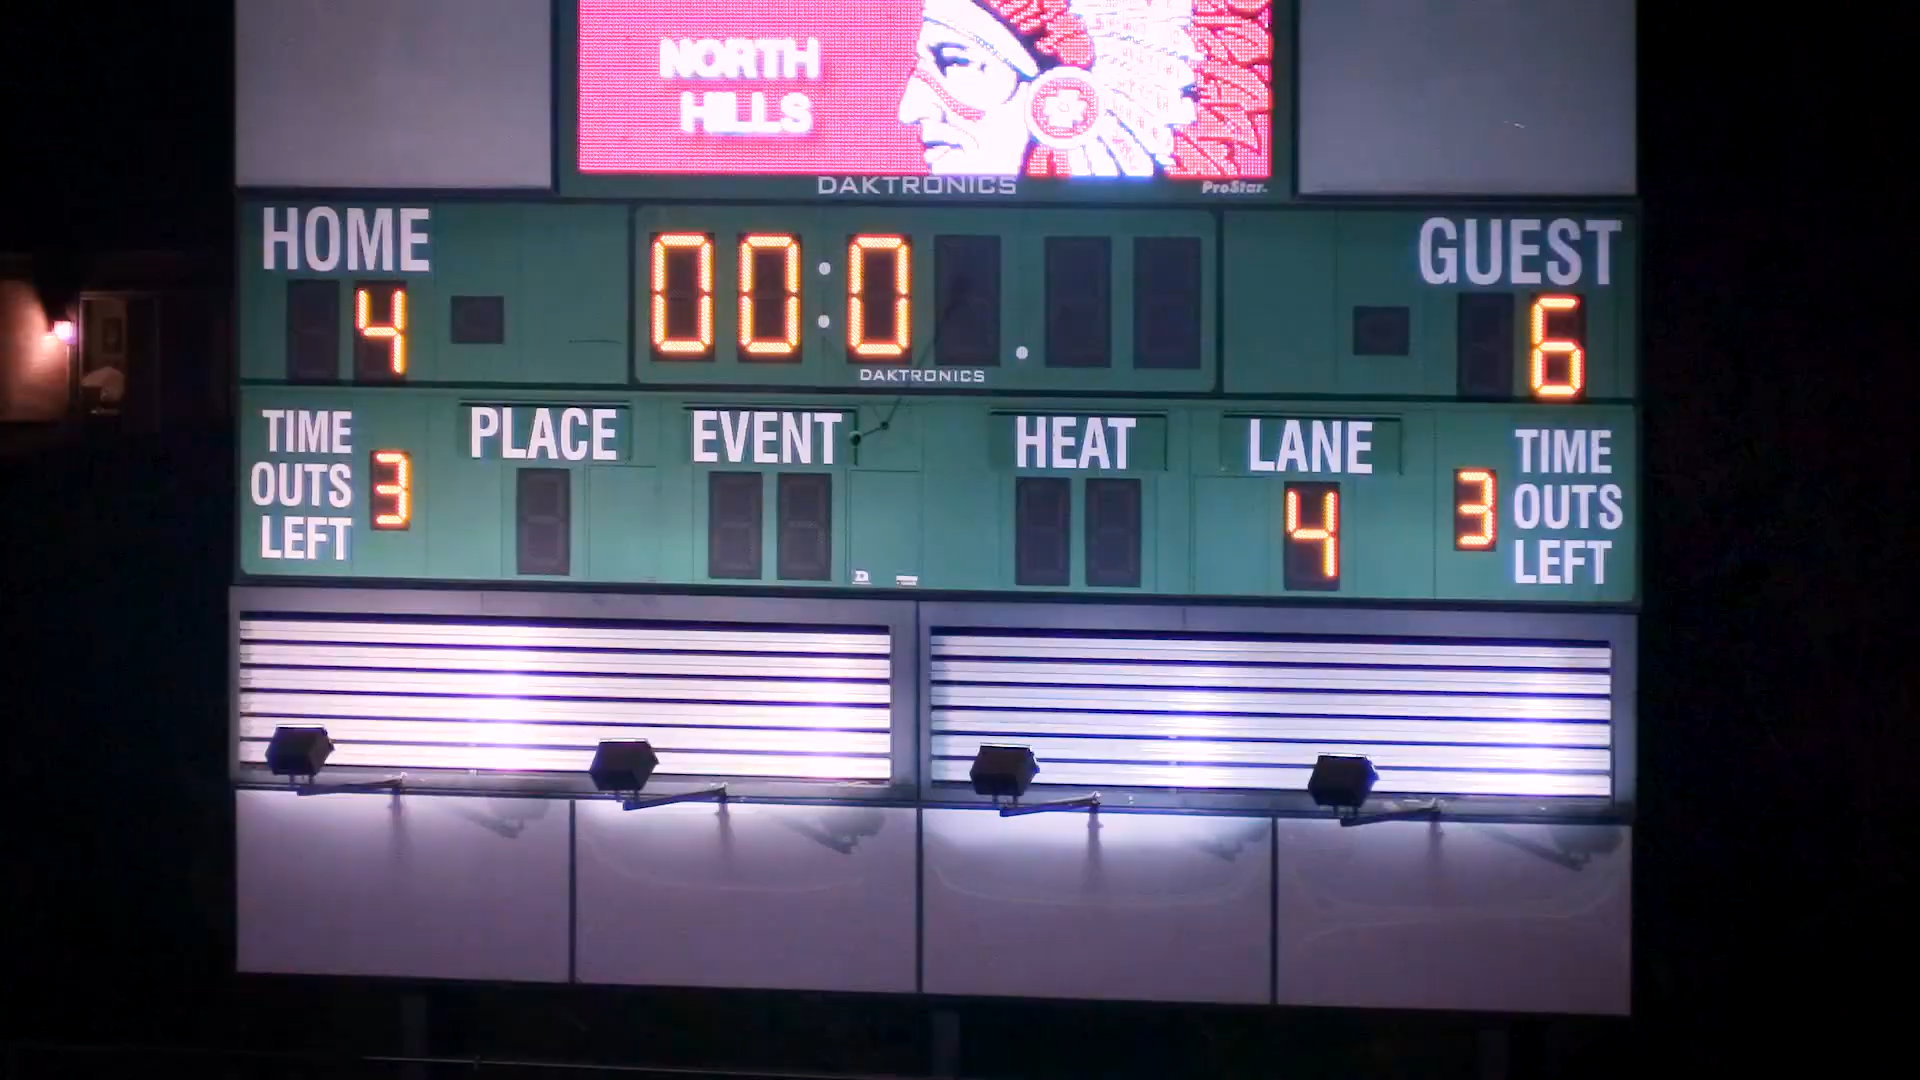 NORTH
HILLS
DAKTRONICS
ProStar
HOME
GUEST
4
00:0
6
DAKTRONICS
PLACE
EVENT
HEAT
LANE
TIME
OUTS
LEFT
3
4
3
TIME
OUTS
LEFT